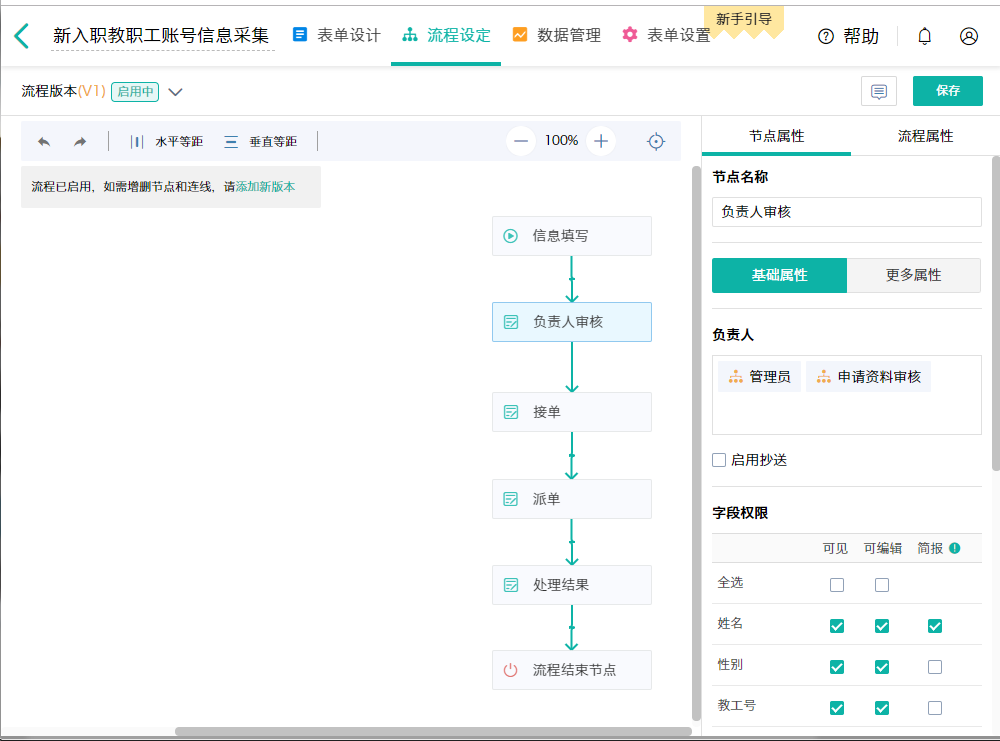 新入职教职工账号信息采集 表单设计 流程设定 数据管理 表单设置 新手引导 帮助
流程版本(V1) 启用中 保存
水平等距 垂直等距 100%
节点属性 流程属性
流程已启用，如需增删节点和连线，请添加新版本
信息填写
负责人审核
接单
派单
处理结果
流程结束节点
节点名称
负责人审核
基础属性 更多属性
负责人
管理员 申请资料审核
启用抄送
字段权限
可见 可编辑 简报
全选
姓名
性别
教工号